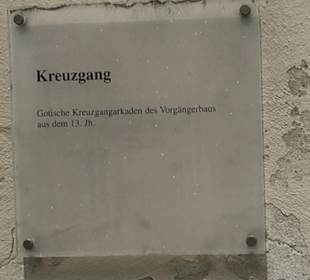 Kreuzgang
Gotische Kreuzgangarkaden des Vorgängerbaus
aus dem 13. Jh.